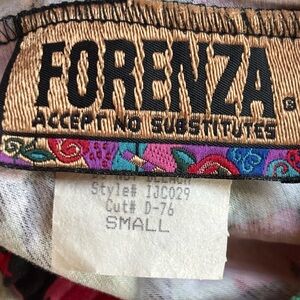 FORENZA
®
ACCEPT NO SUBSTITUTES
Style# IJC029
Cut# D-76
SMALL